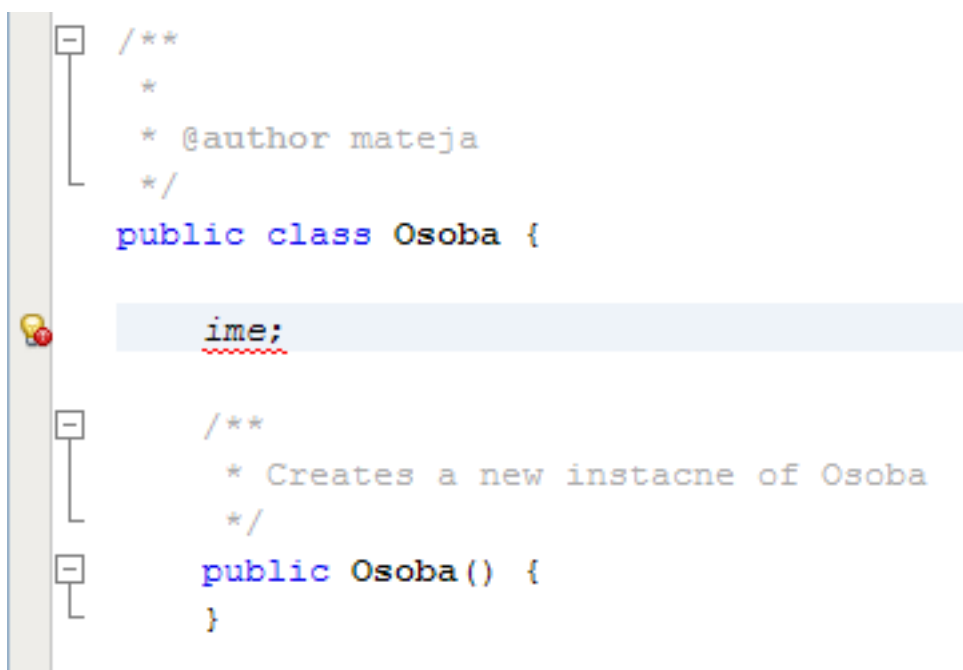 /**
*
* @author mateja
*/
public class Osoba {
ime;
/**
* Creates a new instacne of Osoba
*/
public Osoba() {
}